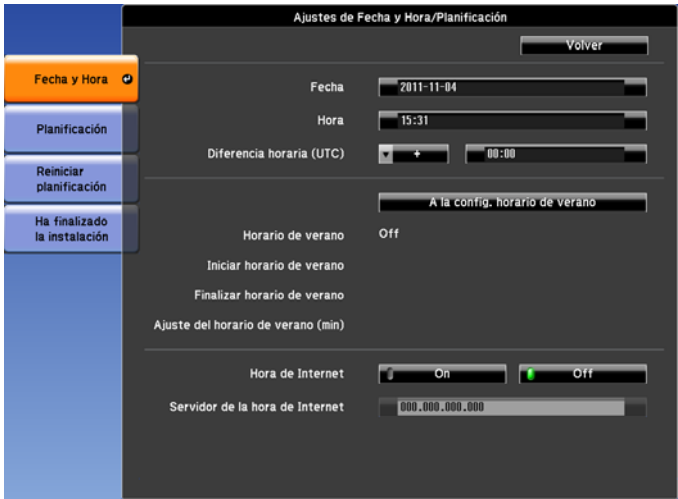 Ajustes de Fecha y Hora/Planificación
Volver
Fecha y Hora
Planificación
Reiniciar
planificación
Ha finalizado
la instalación
Fecha 2011-11-04
Hora 15:31
Diferencia horaria (UTC) + 00:00
A la config. horario de verano
Horario de verano Off
Iniciar horario de verano
Finalizar horario de verano
Ajuste del horario de verano (min)
Hora de Internet On Off
Servidor de la hora de Internet 000.000.000.000